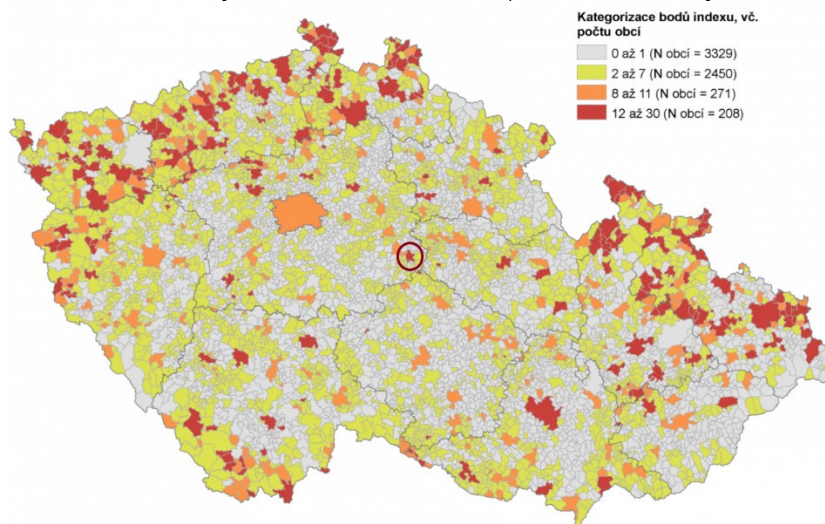 Kategorizace bodů indexu, vč.
počtu obcí
0 až 1 (N obcí = 3329)
2 až 7 (N obcí = 2450)
8 až 11 (N obcí = 271)
12 až 30 (N obcí = 208)